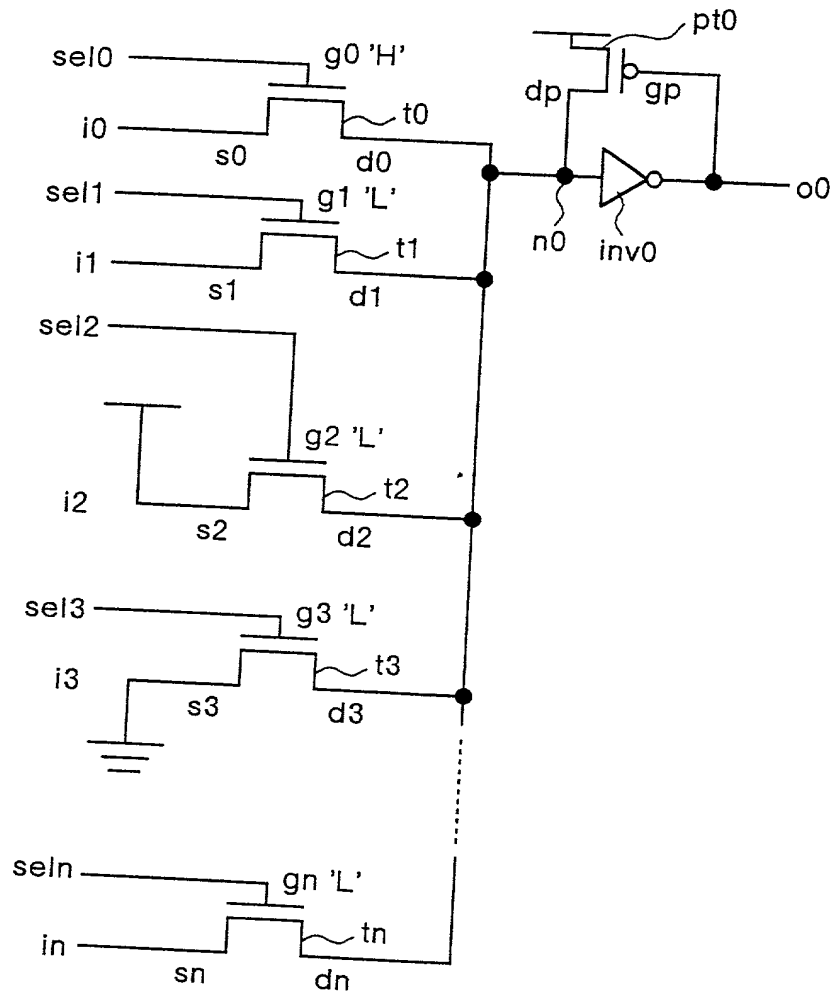 pt0
sel0
g0 'H'
dp
gp
t0
i0
s0
d0
sel1
g1 'L'
o0
n0
inv0
t1
i1
s1
d1
sel2
g2 'L'
t2
i2
s2
d2
sel3
g3 'L'
t3
i3
s3
d3
seln
gn 'L'
tn
in
sn
dn